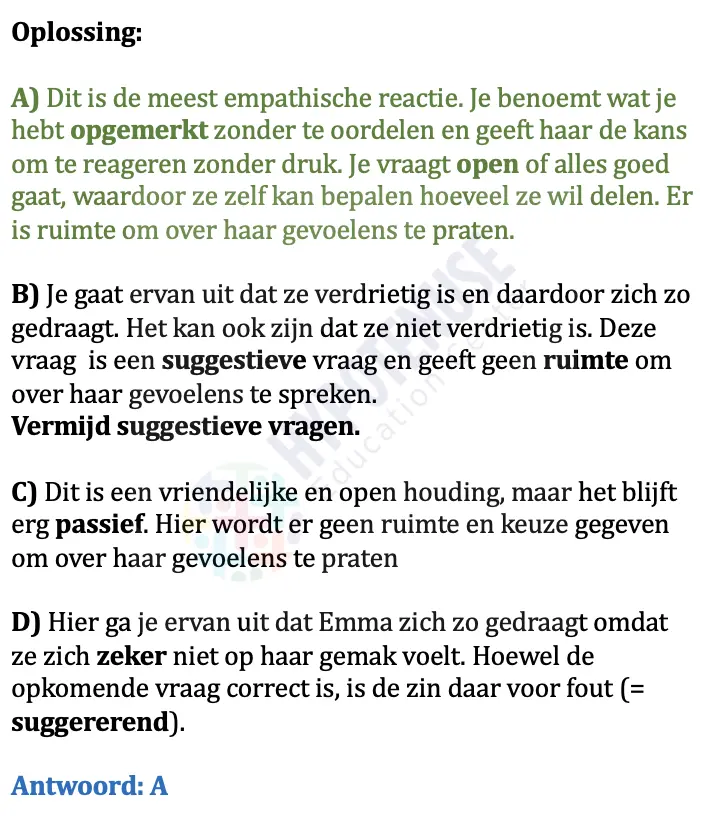 Oplossing:
A) Dit is de meest empathische reactie. Je benoemt wat je
hebt opgemerkt zonder te oordelen en geeft haar de kans
om te reageren zonder druk. Je vraagt open of alles goed
gaat, waardoor ze zelf kan bepalen hoeveel ze wil delen. Er
is ruimte om over haar gevoelens te praten.
B) Je gaat ervan uit dat ze verdrietig is en daardoor zich zo
gedraagt. Het kan ook zijn dat ze niet verdrietig is. Deze
vraag  is een suggestieve vraag en geeft geen ruimte om
over haar gevoelens te spreken.
Vermijd suggestieve vragen.
C) Dit is een vriendelijke en open houding, maar het blijft
erg passief. Hier wordt er geen ruimte en keuze gegeven
om over haar gevoelens te praten
D) Hier ga je ervan uit dat Emma zich zo gedraagt omdat
ze zich zeker niet op haar gemak voelt. Hoewel de
opkomende vraag correct is, is de zin daar voor fout (=
suggererend).
Antwoord: A
HYPOTENUSE
Education